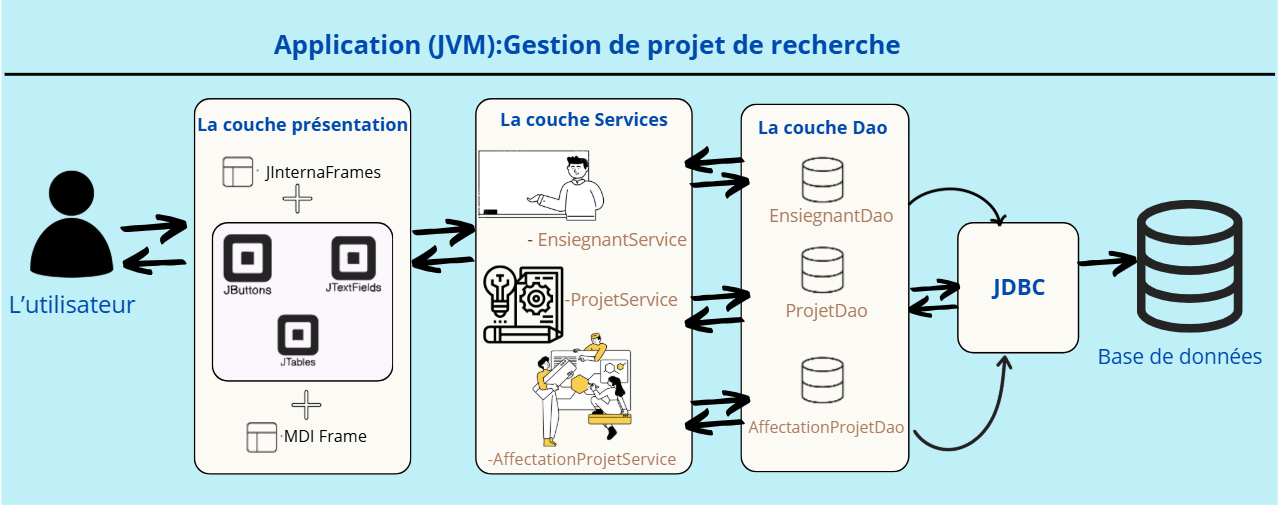 Application (JVM):Gestion de projet de recherche
L’utilisateur
La couche présentation
JInternaFrames
JButtons
JTextFields
JTables
MDI Frame
La couche Services
- EnsiegnantService
-ProjetService
-AffectationProjetService
La couche Dao
EnsiegnantDao
ProjetDao
AffectationProjetDao
JDBC
Base de données